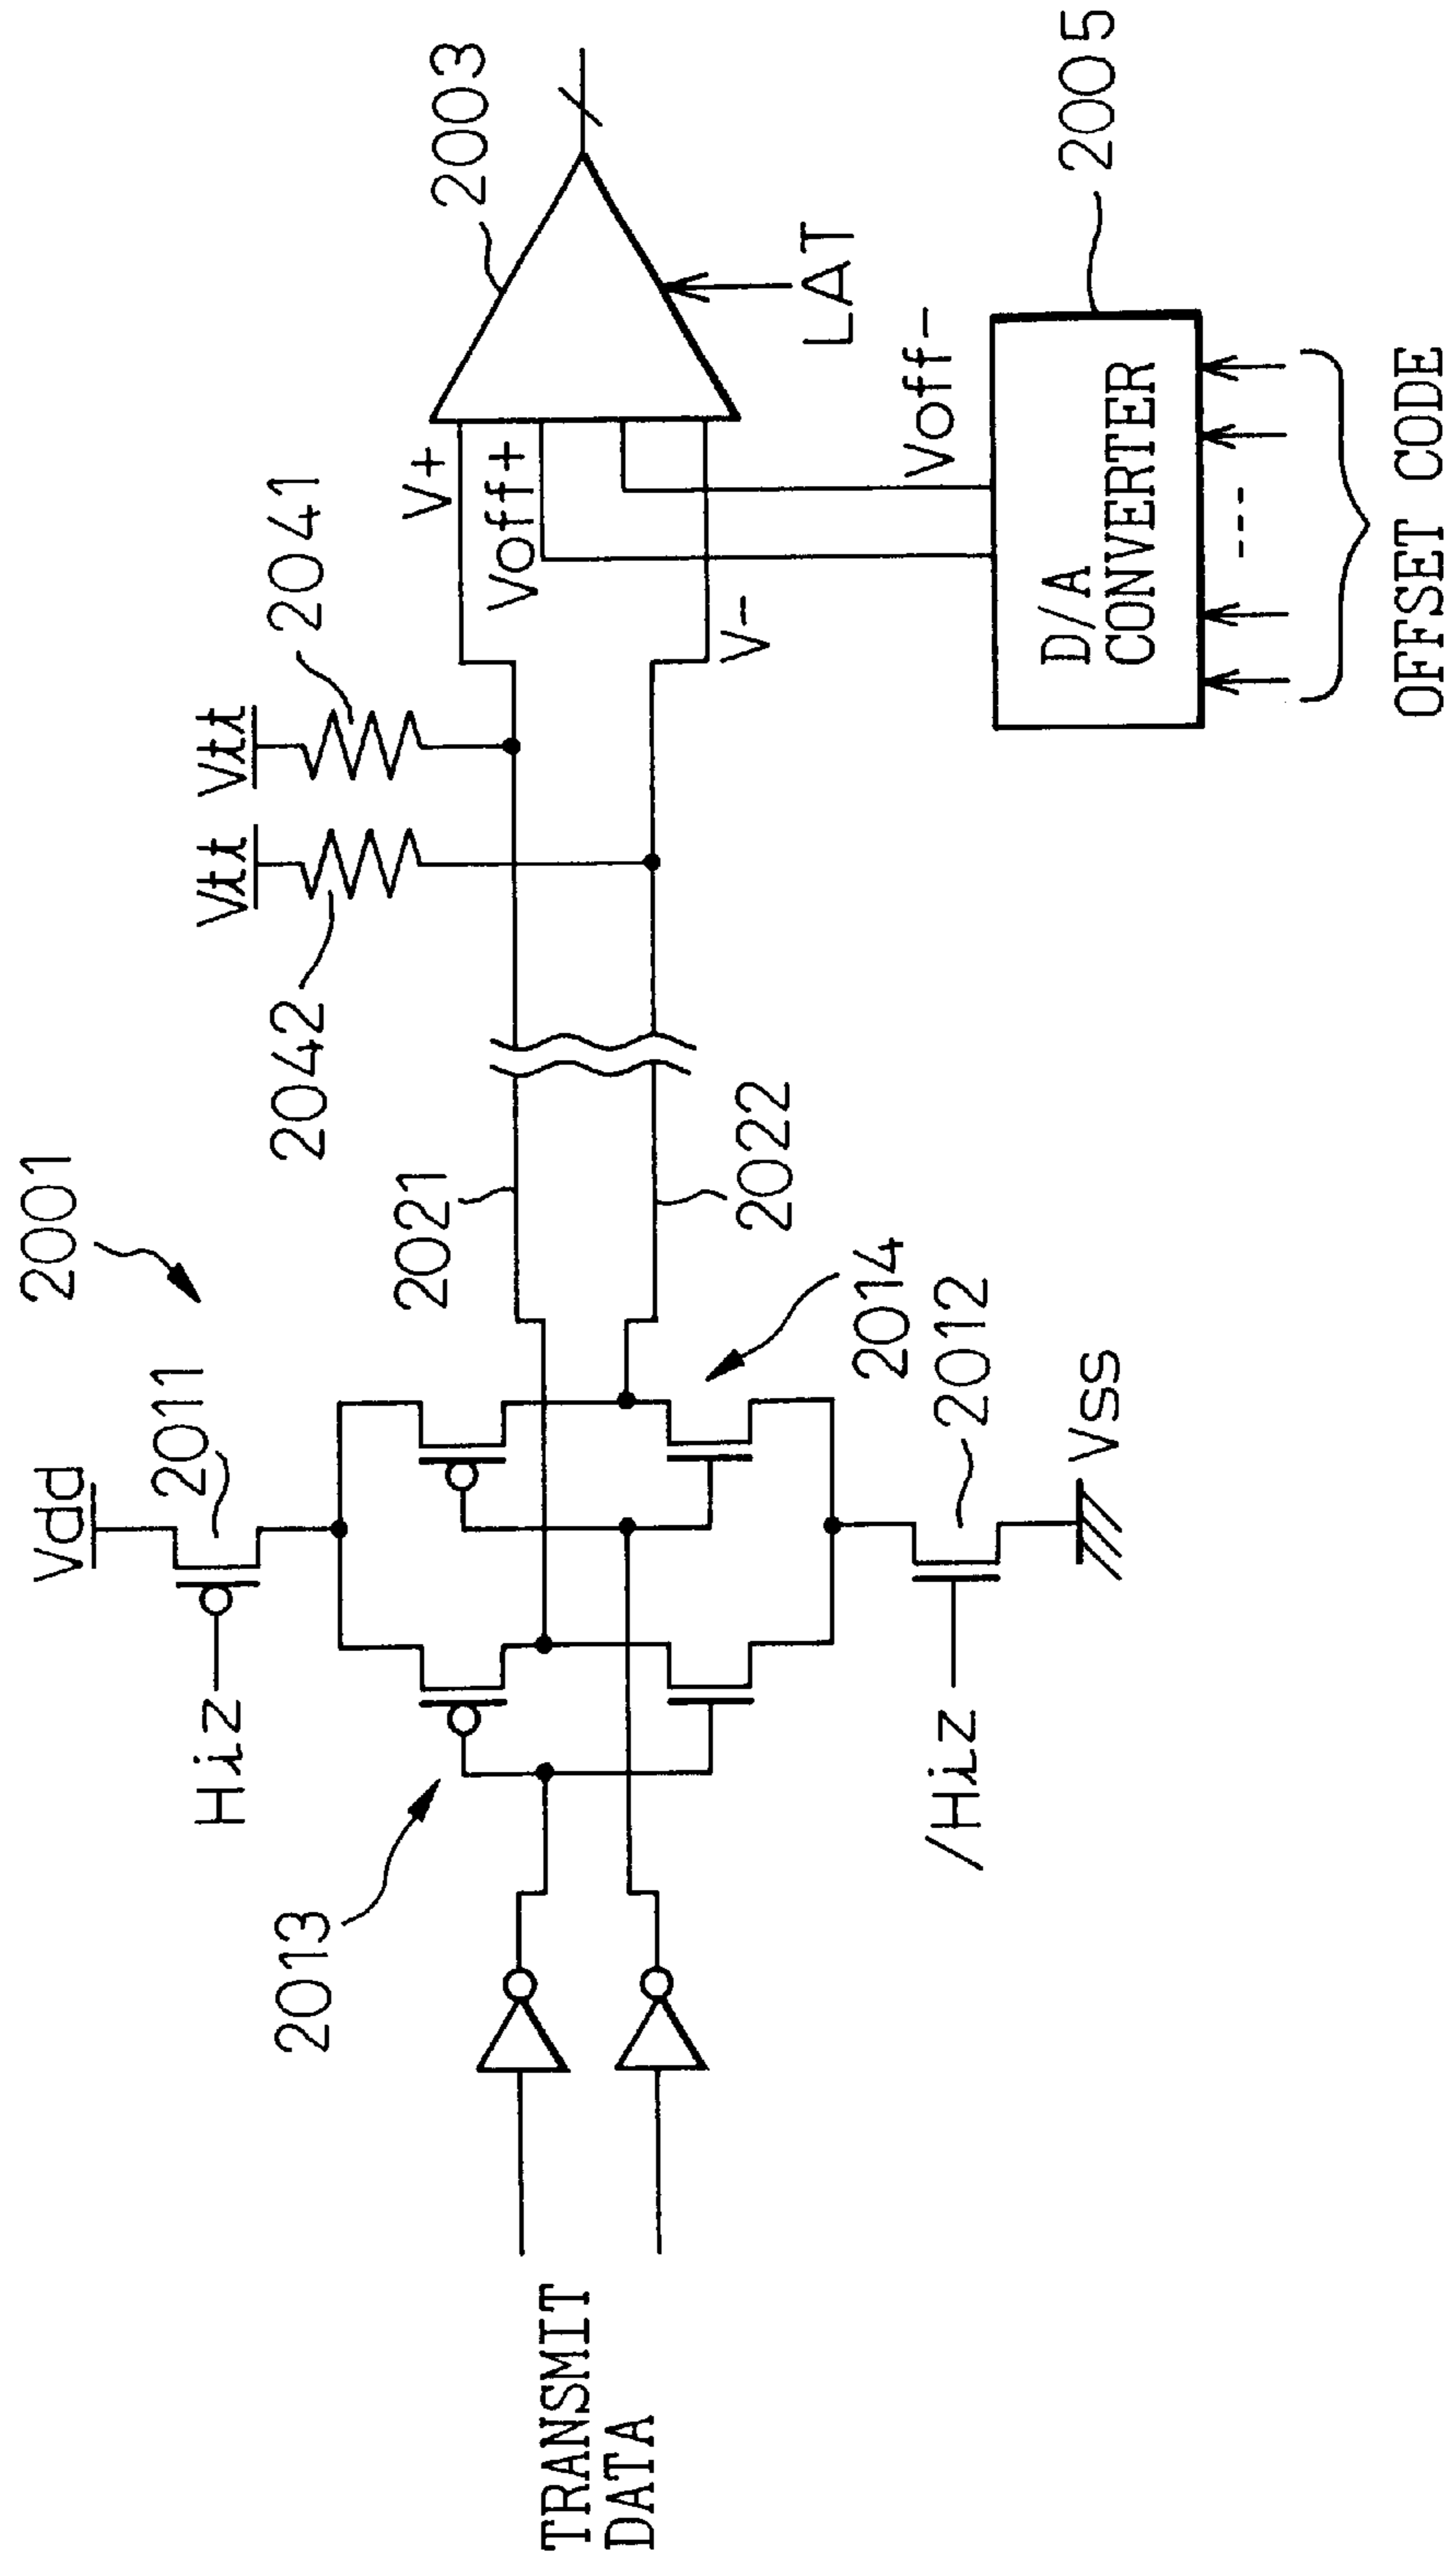 2001
Vdd
2011
Hiz
2013
TRANSMIT
DATA
/Hiz
2012
Vss
2014
2021
2022
2042
Vtt
Vtt
2041
V+
Voff+
V-
2003
LAT
Voff-
D/A
CONVERTER
2005
OFFSET CODE